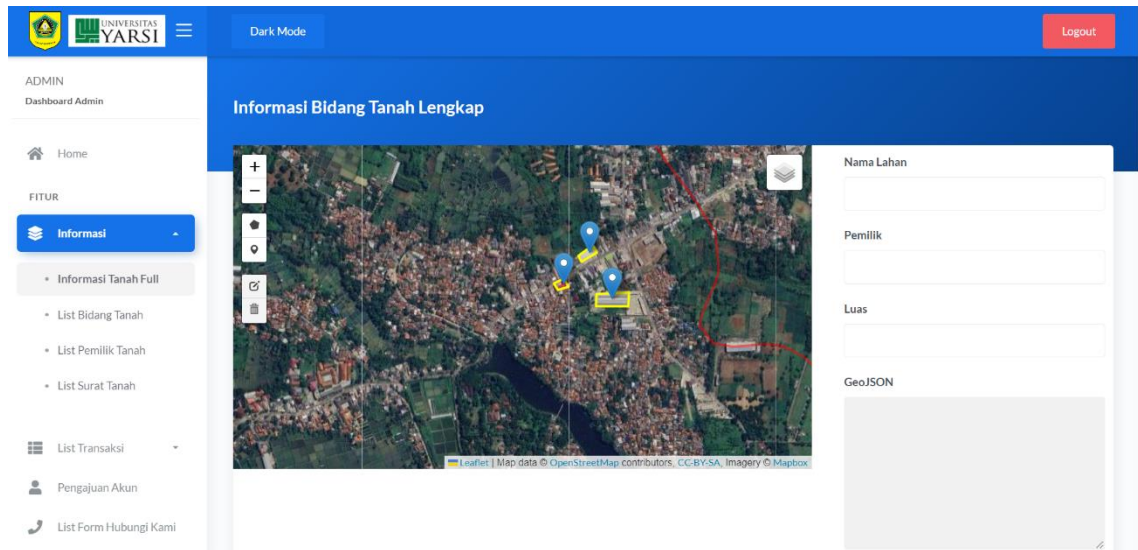 UNIVERSITAS
YARSI
Dark Mode
Logout
ADMIN
Dashboard Admin
Home
FITUR
Informasi
Informasi Tanah Full
List Bidang Tanah
List Pemilik Tanah
List Surat Tanah
List Transaksi
Pengajuan Akun
List Form Hubungi Kami
Informasi Bidang Tanah Lengkap
+
−
Leaflet | Map data © OpenStreetMap contributors, CC-BY-SA, Imagery © Mapbox
Nama Lahan
Pemilik
Luas
GeoJSON